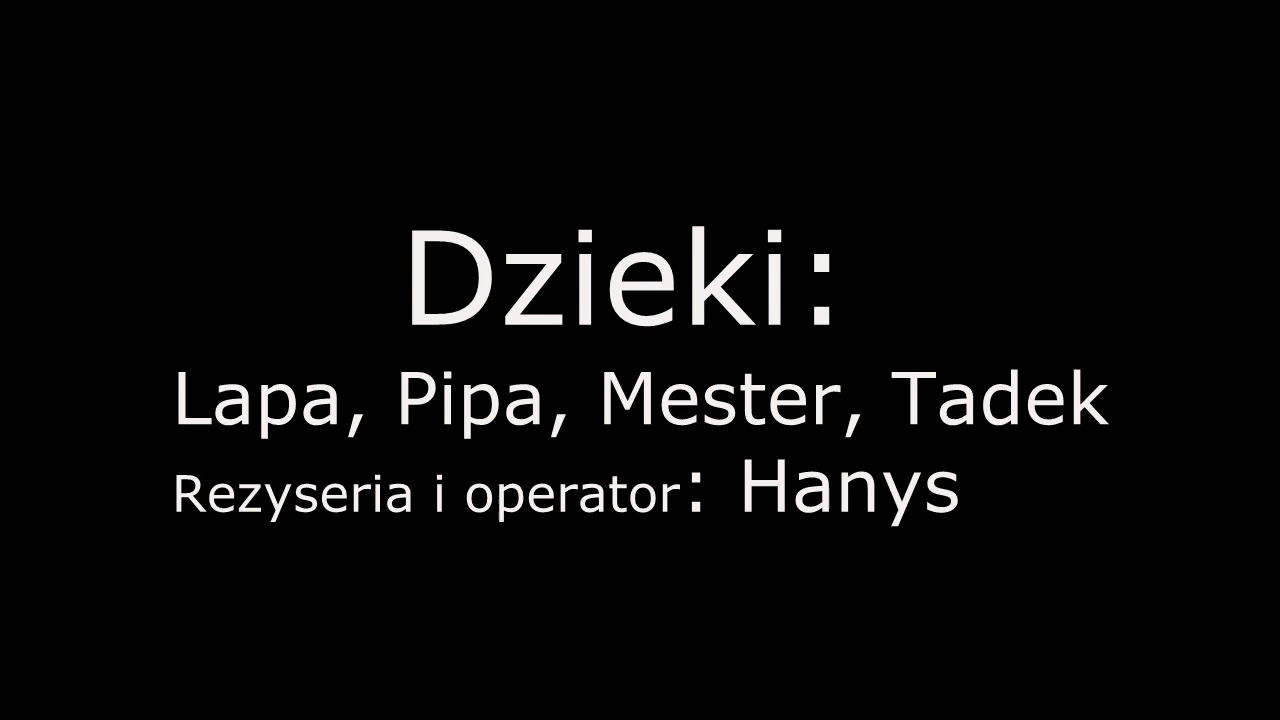 Dzieki:
Lapa, Pipa, Mester, Tadek
Rezyseria i operator: Hanys